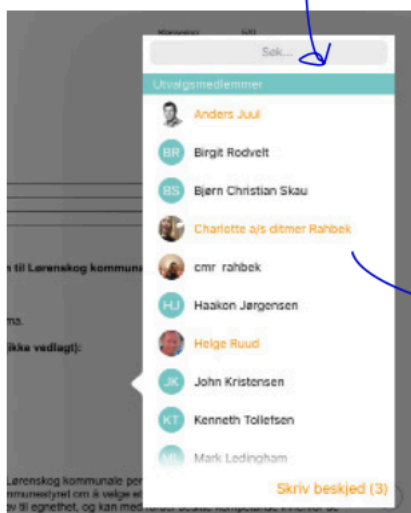 Søk...
Utvalgsmedlemmer
Anders Juul
BR Birgit Rodvelt
BS Bjørn Christian Skau
Charlotte a/s ditmer Rahbek
cmr rahbek
HJ Haakon Jørgensen
Helge Ruud
JK John Kristensen
KT Kenneth Tollefsen
ML Mark Ledingham
Skriv beskjed (3)
til Lørenskog kommun
ma.
ikke vedlagt):
Lørenskog kommunale